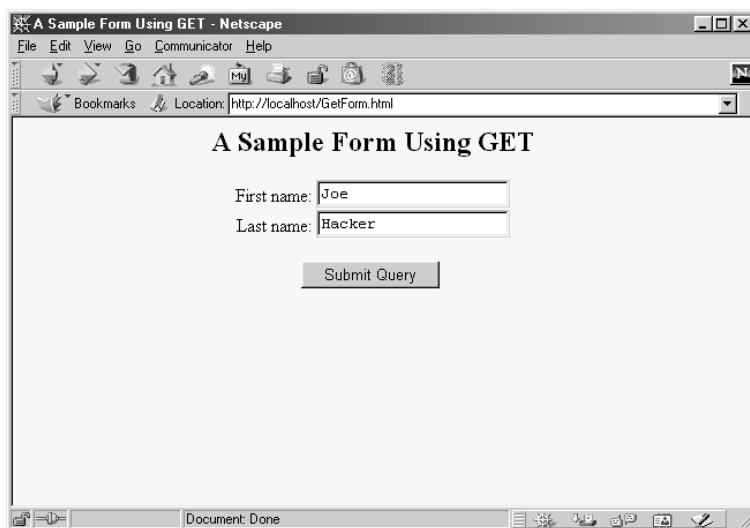 A Sample Form Using GET - Netscape
File Edit View Go Communicator Help
My
N
Bookmarks Location: http://localhost/GetForm.html
A Sample Form Using GET
First name: Joe
Last name: Hacker
Submit Query
Document: Done